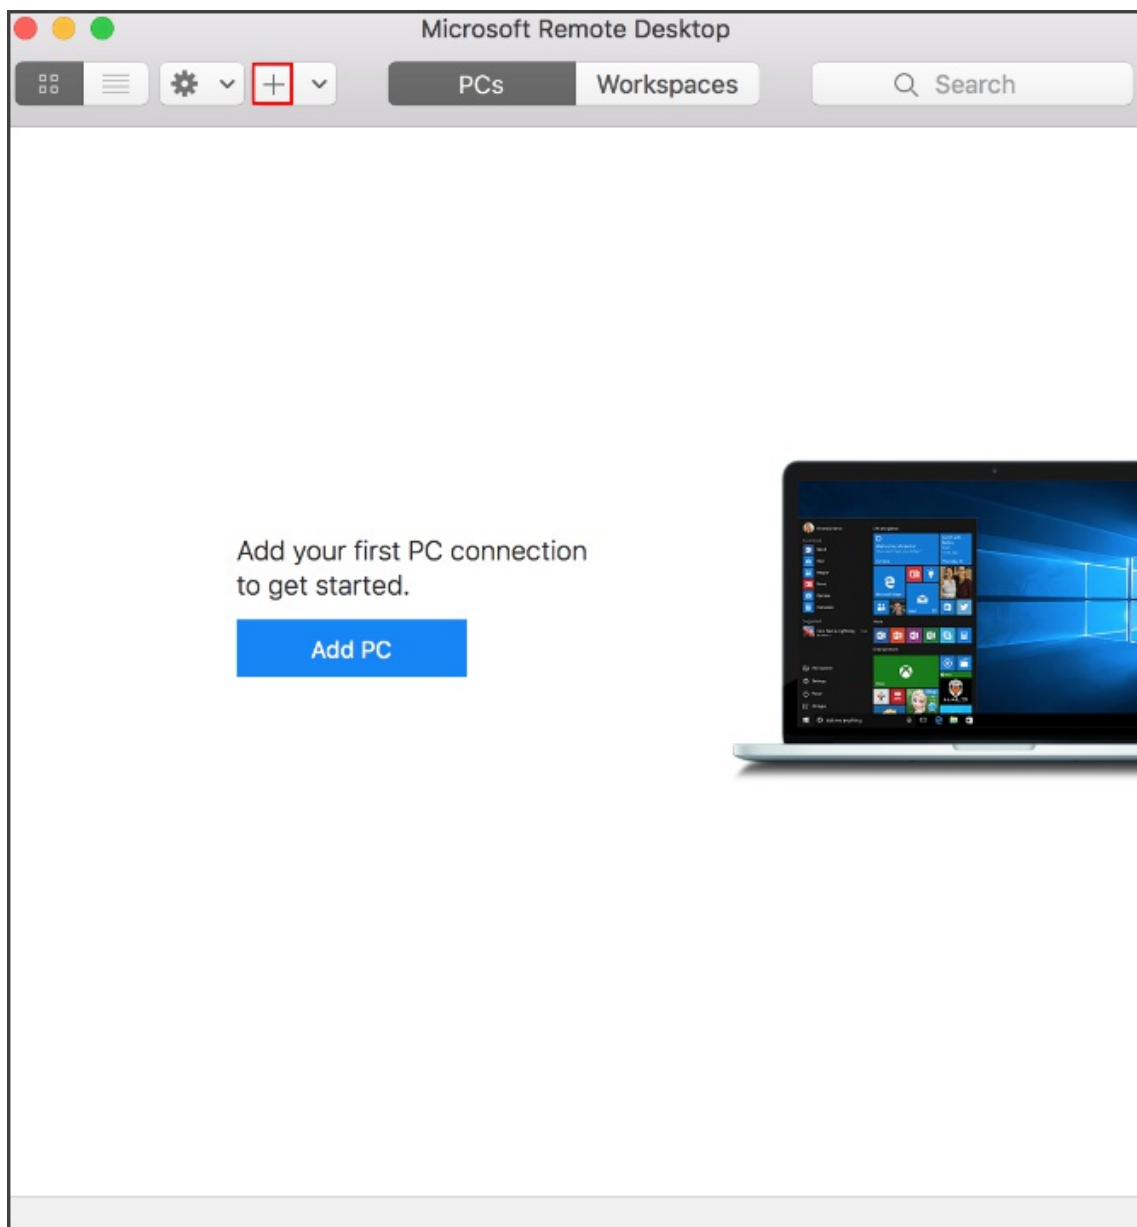 Microsoft Remote Desktop
PCs
Workspaces
Search
Add your first PC connection
to get started.
Add PC